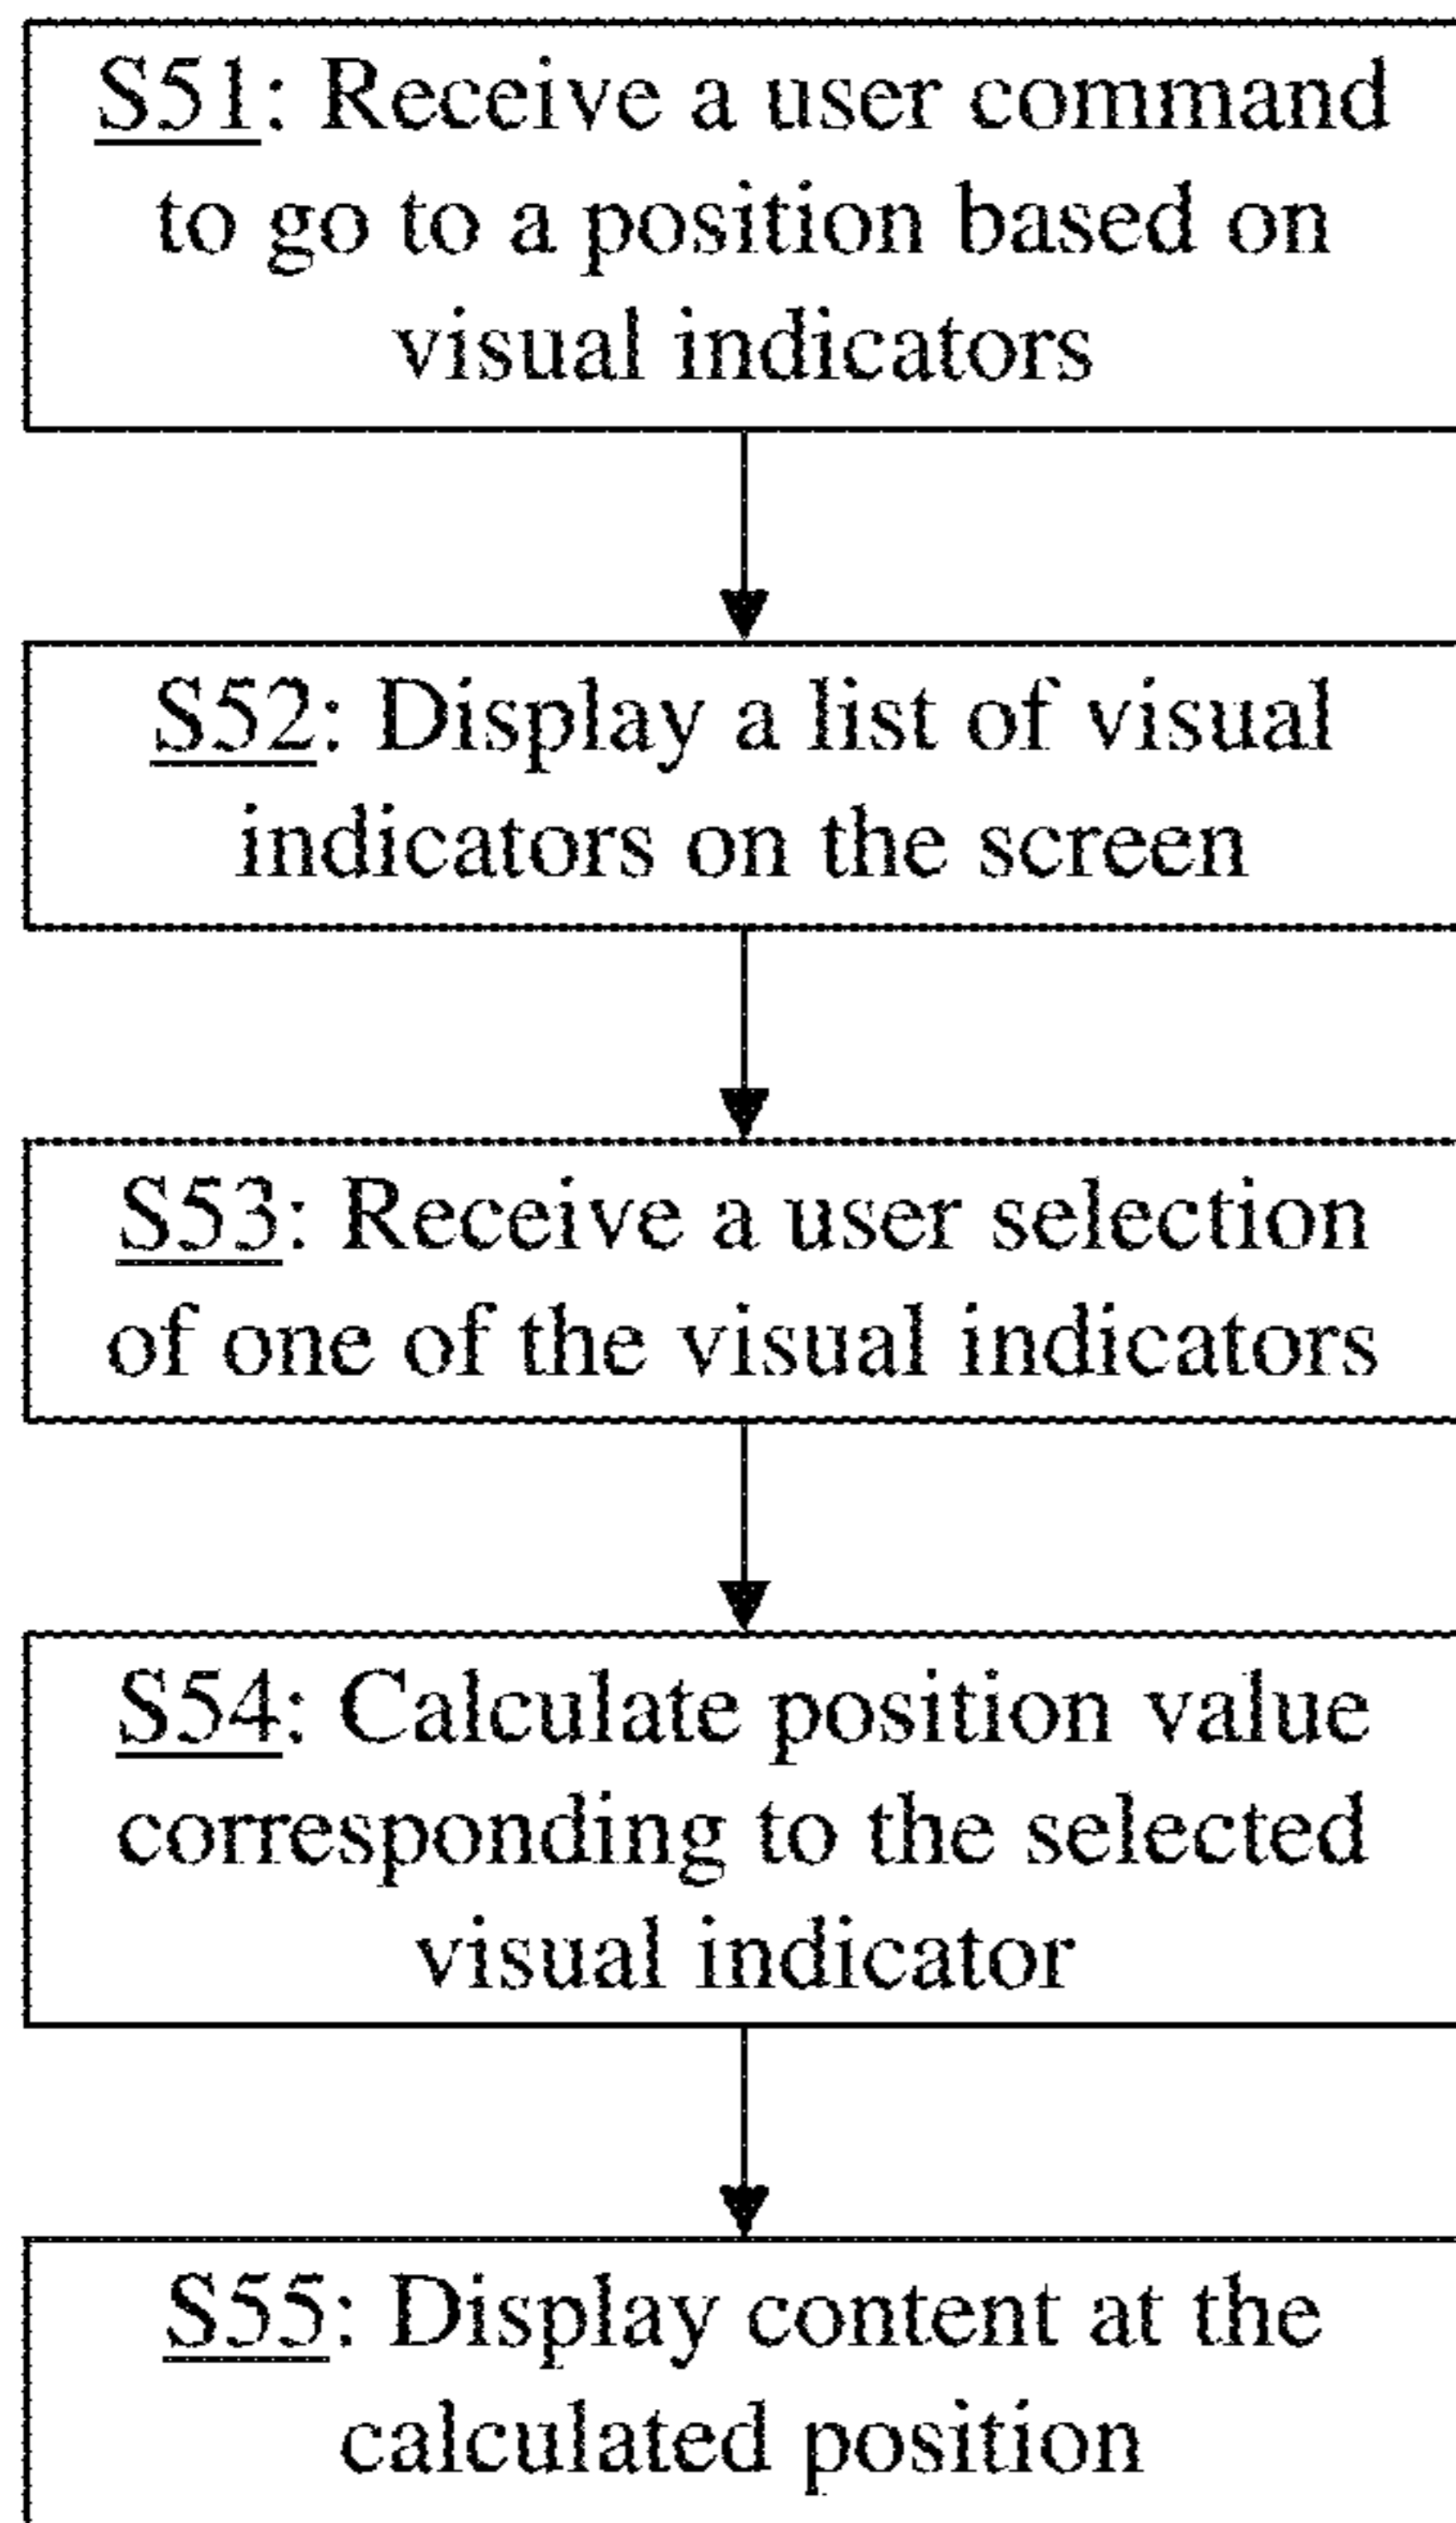 S51: Receive a user command
to go to a position based on
visual indicators
S52: Display a list of visual
indicators on the screen
S53: Receive a user selection
of one of the visual indicators
S54: Calculate position value
corresponding to the selected
visual indicator
S55: Display content at the
calculated position